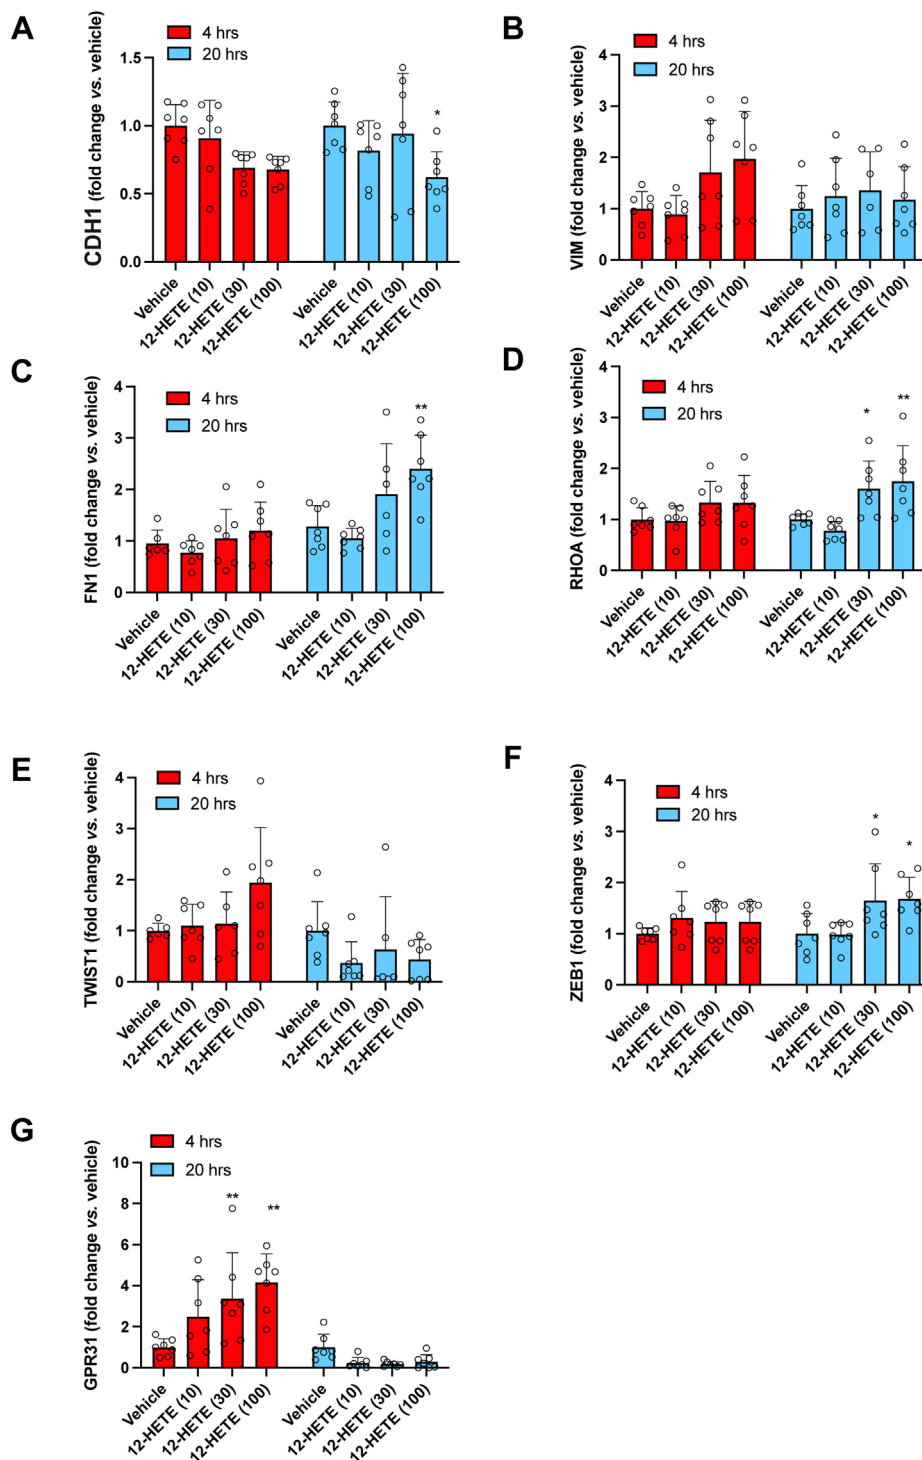 A
4 hrs
20 hrs
CDH1 (fold change vs. vehicle)
1.5
1.0
0.5
0.0
Vehicle
12-HETE (10)
12-HETE (30)
12-HETE (100)
Vehicle
12-HETE (10)
12-HETE (30)
12-HETE (100)
*
B
4 hrs
20 hrs
VIM (fold change vs. vehicle)
4
3
2
1
0
Vehicle
12-HETE (10)
12-HETE (30)
12-HETE (100)
Vehicle
12-HETE (10)
12-HETE (30)
12-HETE (100)
C
4 hrs
20 hrs
FN1 (fold change vs. vehicle)
4
3
2
1
0
Vehicle
12-HETE (10)
12-HETE (30)
12-HETE (100)
Vehicle
12-HETE (10)
12-HETE (30)
12-HETE (100)
**
D
4 hrs
20 hrs
RHOA (fold change vs. vehicle)
4
3
2
1
0
Vehicle
12-HETE (10)
12-HETE (30)
12-HETE (100)
Vehicle
12-HETE (10)
12-HETE (30)
12-HETE (100)
*
**
E
4 hrs
20 hrs
TWIST1 (fold change vs. vehicle)
4
3
2
1
0
Vehicle
12-HETE (10)
12-HETE (30)
12-HETE (100)
Vehicle
12-HETE (10)
12-HETE (30)
12-HETE (100)
F
4 hrs
20 hrs
ZEB1 (fold change vs. vehicle)
4
3
2
1
0
Vehicle
12-HETE (10)
12-HETE (30)
12-HETE (100)
Vehicle
12-HETE (10)
12-HETE (30)
12-HETE (100)
*
*
G
4 hrs
20 hrs
GPR31 (fold change vs. vehicle)
10
8
6
4
2
0
Vehicle
12-HETE (10)
12-HETE (30)
12-HETE (100)
Vehicle
12-HETE (10)
12-HETE (30)
12-HETE (100)
**
**